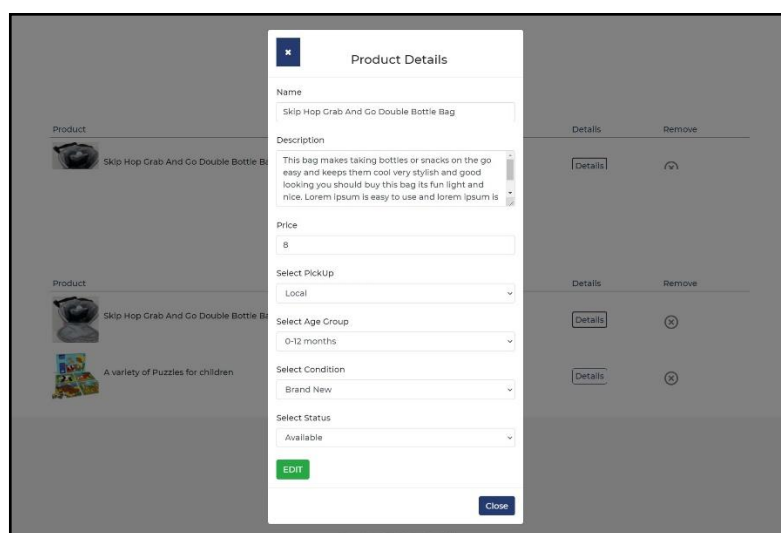 ×
Product Details
Name
Skip Hop Grab And Go Double Bottle Bag
Description
This bag makes taking bottles or snacks on the go
easy and keeps them cool very stylish and good
looking you should buy this bag its fun light and
nice. Lorem ipsum is easy to use and lorem ipsum is
Price
8
Select PickUp
Local
Select Age Group
0-12 months
Select Condition
Brand New
Select Status
Available
EDIT
Close
Product Details Remove
Skip Hop Grab And Go Double Bottle Ba Details
Product Details Remove
Skip Hop Grab And Go Double Bottle Ba Details
A variety of Puzzles for children Details